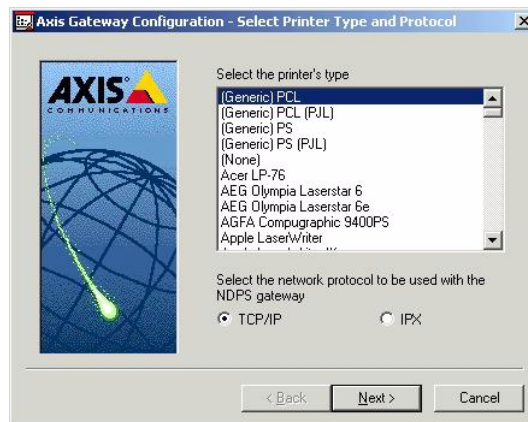 Axis Gateway Configuration - Select Printer Type and Protocol
AXIS
COMMUNICATIONS
Select the printer's type
(Generic) PCL
(Generic) PCL (PJL)
(Generic) PS
(Generic) PS (PJL)
(None)
Acer LP-76
AEG Olympia Laserstar 6
AEG Olympia Laserstar 6e
AGFA Compugraphic 9400PS
Apple LaserWriter
Select the network protocol to be used with the
NDPS gateway
TCP/IP
IPX
< Back
Next >
Cancel